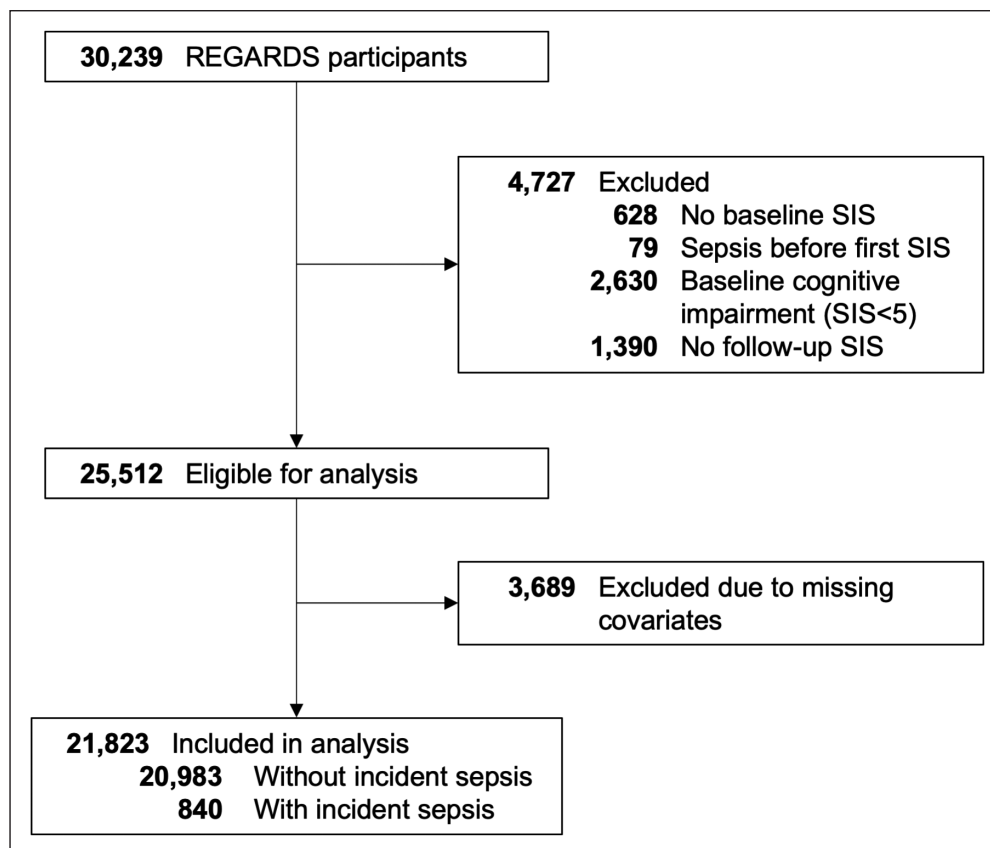 30,239 REGARDS participants
4,727 Excluded
628 No baseline SIS
79 Sepsis before first SIS
2,630 Baseline cognitive
impairment (SIS<5)
1,390 No follow-up SIS
25,512 Eligible for analysis
3,689 Excluded due to missing
covariates
21,823 Included in analysis
20,983 Without incident sepsis
840 With incident sepsis